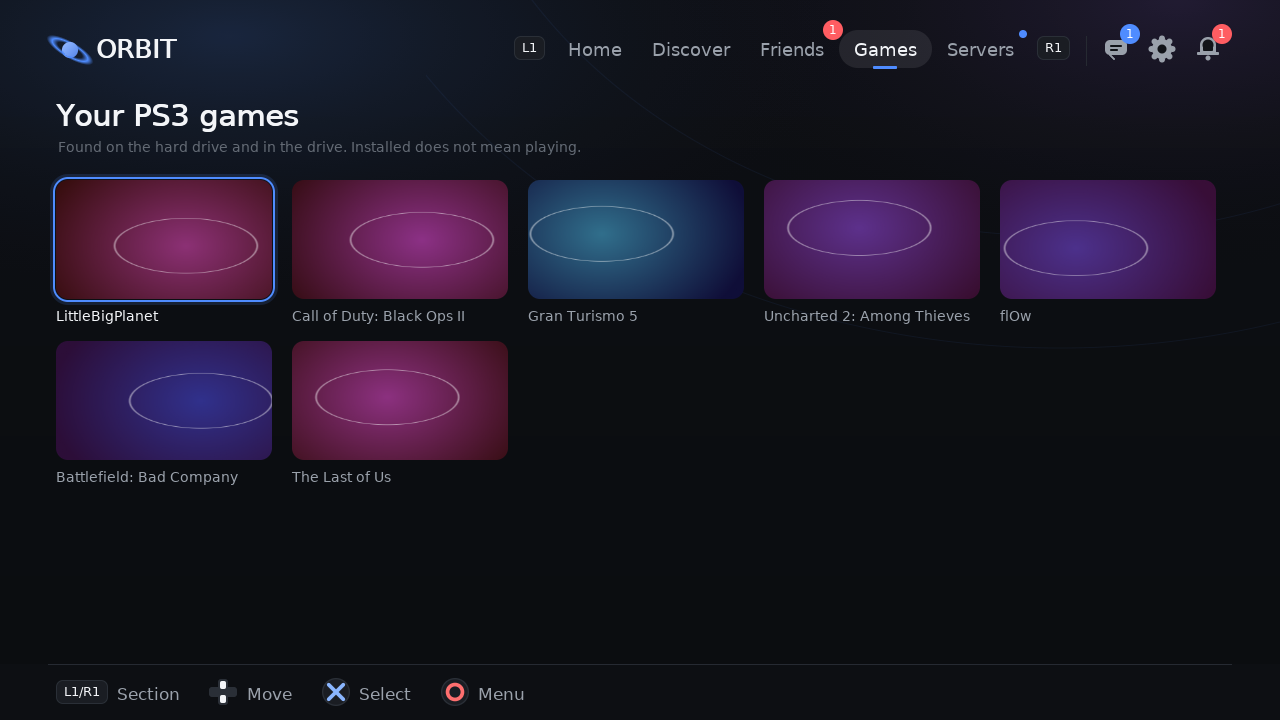 ORBIT
L1 Home Discover Friends 1 Games Servers R1 1 1
Your PS3 games
Found on the hard drive and in the drive. Installed does not mean playing.
LittleBigPlanet
Call of Duty: Black Ops II
Gran Turismo 5
Uncharted 2: Among Thieves
flOw
Battlefield: Bad Company
The Last of Us
L1/R1 Section Move Select Menu